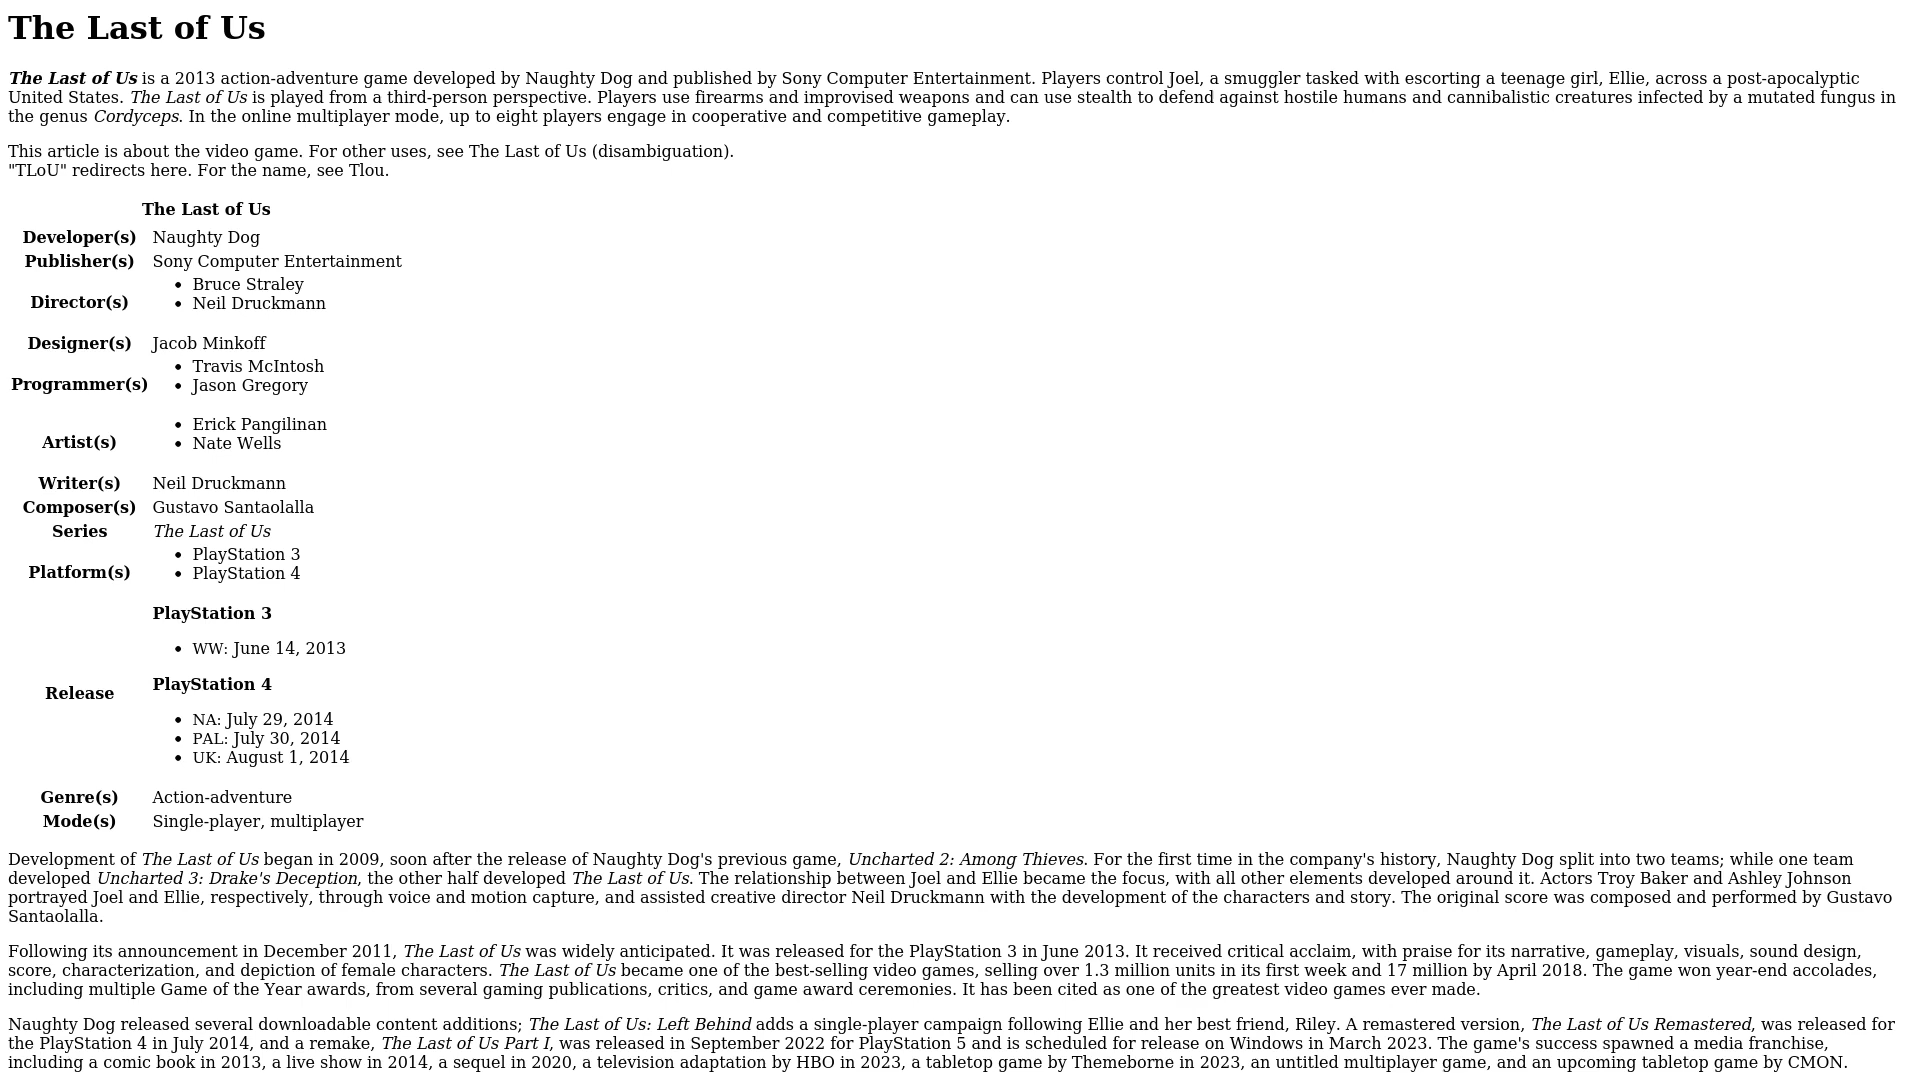 The Last of Us
The Last of Us is a 2013 action-adventure game developed by Naughty Dog and published by Sony Computer Entertainment. Players control Joel, a smuggler tasked with escorting a teenage girl, Ellie, across a post-apocalyptic
United States. The Last of Us is played from a third-person perspective. Players use firearms and improvised weapons and can use stealth to defend against hostile humans and cannibalistic creatures infected by a mutated fungus in
the genus Cordyceps. In the online multiplayer mode, up to eight players engage in cooperative and competitive gameplay.
This article is about the video game. For other uses, see The Last of Us (disambiguation).
"TLoU" redirects here. For the name, see Tlou.
The Last of Us
Developer(s) Naughty Dog
Publisher(s) Sony Computer Entertainment
• Bruce Straley
Director(s) • Neil Druckmann
Designer(s) Jacob Minkoff
• Travis McIntosh
Programmer(s) • Jason Gregory
• Erick Pangilinan
Artist(s) • Nate Wells
Writer(s) Neil Druckmann
Composer(s) Gustavo Santaolalla
Series The Last of Us
• PlayStation 3
Platform(s) • PlayStation 4
PlayStation 3
• WW: June 14, 2013
PlayStation 4
Release
• NA: July 29, 2014
• PAL: July 30, 2014
• UK: August 1, 2014
Genre(s) Action-adventure
Mode(s) Single-player, multiplayer
Development of The Last of Us began in 2009, soon after the release of Naughty Dog's previous game, Uncharted 2: Among Thieves. For the first time in the company's history, Naughty Dog split into two teams; while one team
developed Uncharted 3: Drake's Deception, the other half developed The Last of Us. The relationship between Joel and Ellie became the focus, with all other elements developed around it. Actors Troy Baker and Ashley Johnson
portrayed Joel and Ellie, respectively, through voice and motion capture, and assisted creative director Neil Druckmann with the development of the characters and story. The original score was composed and performed by Gustavo
Santaolalla.
Following its announcement in December 2011, The Last of Us was widely anticipated. It was released for the PlayStation 3 in June 2013. It received critical acclaim, with praise for its narrative, gameplay, visuals, sound design,
score, characterization, and depiction of female characters. The Last of Us became one of the best-selling video games, selling over 1.3 million units in its first week and 17 million by April 2018. The game won year-end accolades,
including multiple Game of the Year awards, from several gaming publications, critics, and game award ceremonies. It has been cited as one of the greatest video games ever made.
Naughty Dog released several downloadable content additions; The Last of Us: Left Behind adds a single-player campaign following Ellie and her best friend, Riley. A remastered version, The Last of Us Remastered, was released for
the PlayStation 4 in July 2014, and a remake, The Last of Us Part I, was released in September 2022 for PlayStation 5 and is scheduled for release on Windows in March 2023. The game's success spawned a media franchise,
including a comic book in 2013, a live show in 2014, a sequel in 2020, a television adaptation by HBO in 2023, a tabletop game by Themeborne in 2023, an untitled multiplayer game, and an upcoming tabletop game by CMON.